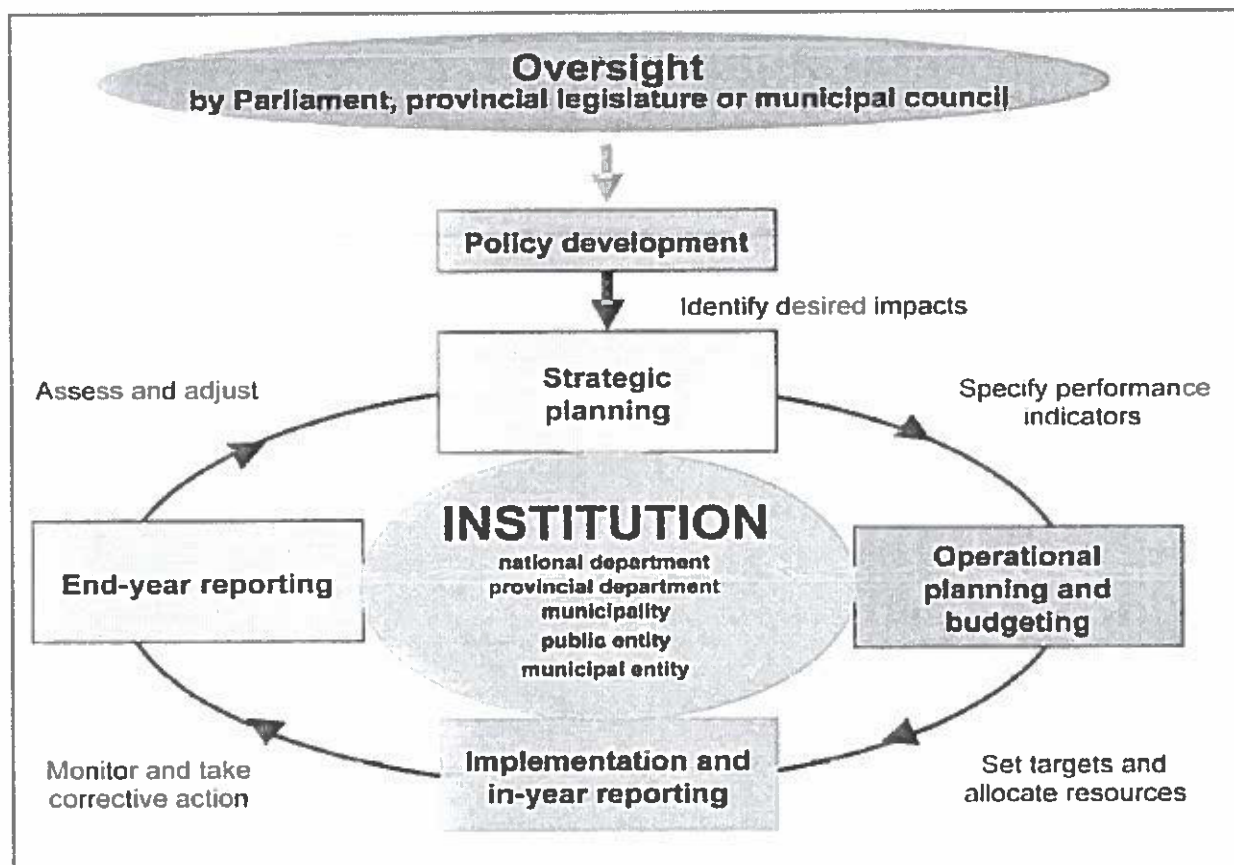 Oversight
by Parliament, provincial legislature or municipal council
Policy development
Identify desired impacts
Strategic
planning
Assess and adjust
Specify performance
indicators
INSTITUTION
national department
provincial department
municipality
public entity
municipal entity
End-year reporting
Operational
planning and
budgeting
Implementation and
in-year reporting
Monitor and take
corrective action
Set targets and
allocate resources